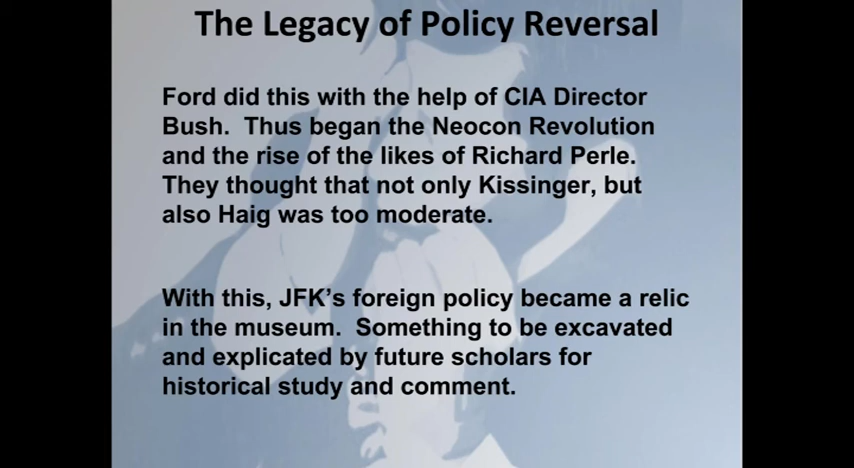 The Legacy of Policy Reversal
Ford did this with the help of CIA Director
Bush.  Thus began the Neocon Revolution
and the rise of the likes of Richard Perle.
They thought that not only Kissinger, but
also Haig was too moderate.
With this, JFK's foreign policy became a relic
in the museum.  Something to be excavated
and explicated by future scholars for
historical study and comment.